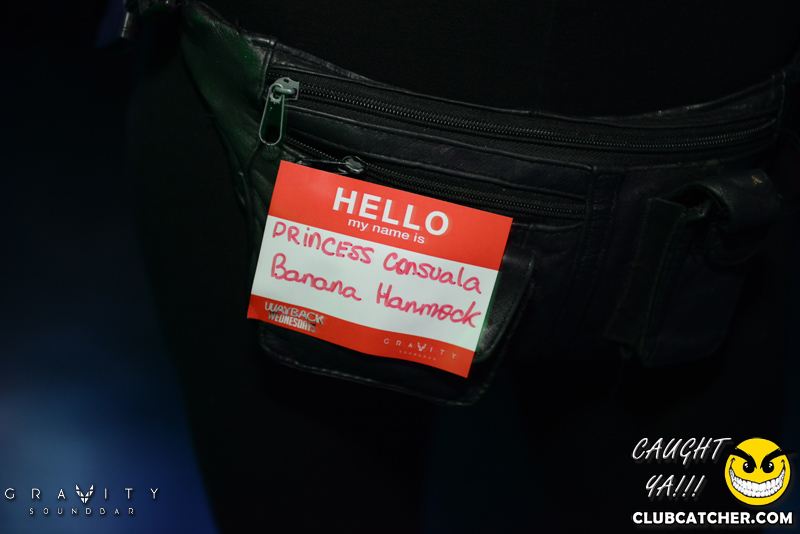 HELLO
my name is
PRINCESS Consuala
Banana Hanmock
WAYBACK
WEDNESDAYS
GRAVITY
SOUNDBAR
CAUGHT
YA!!!
GRAVITY
SOUNDBAR
CLUBCATCHER.COM